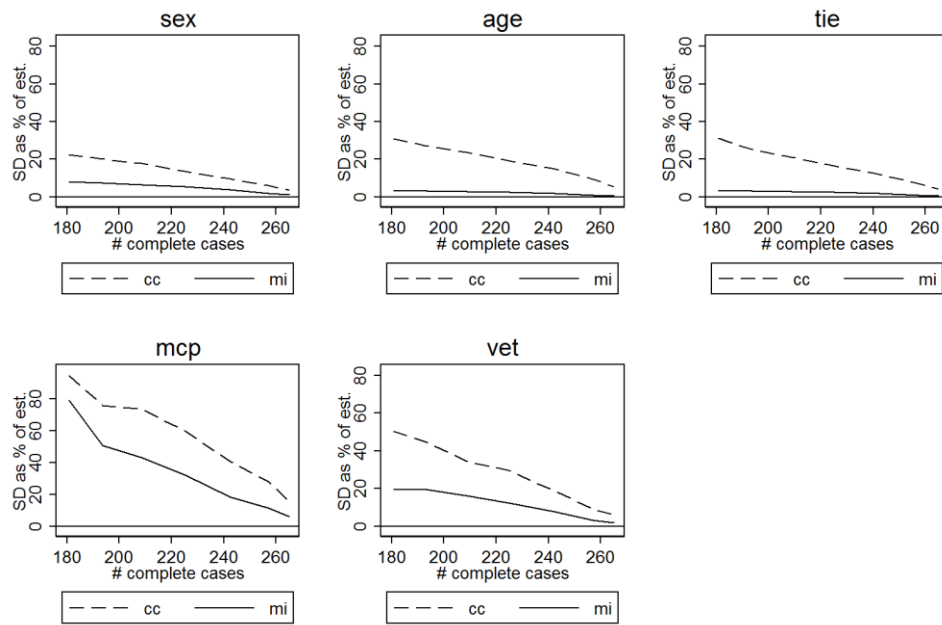 sex
SD as % of est.
0 20 40 60 80
180 200 220 240 260
# complete cases
cc mi
age
SD as % of est.
0 20 40 60 80
180 200 220 240 260
# complete cases
cc mi
tie
SD as % of est.
0 20 40 60 80
180 200 220 240 260
# complete cases
cc mi
mcp
SD as % of est.
0 20 40 60 80
180 200 220 240 260
# complete cases
cc mi
vet
SD as % of est.
0 20 40 60 80
180 200 220 240 260
# complete cases
cc mi